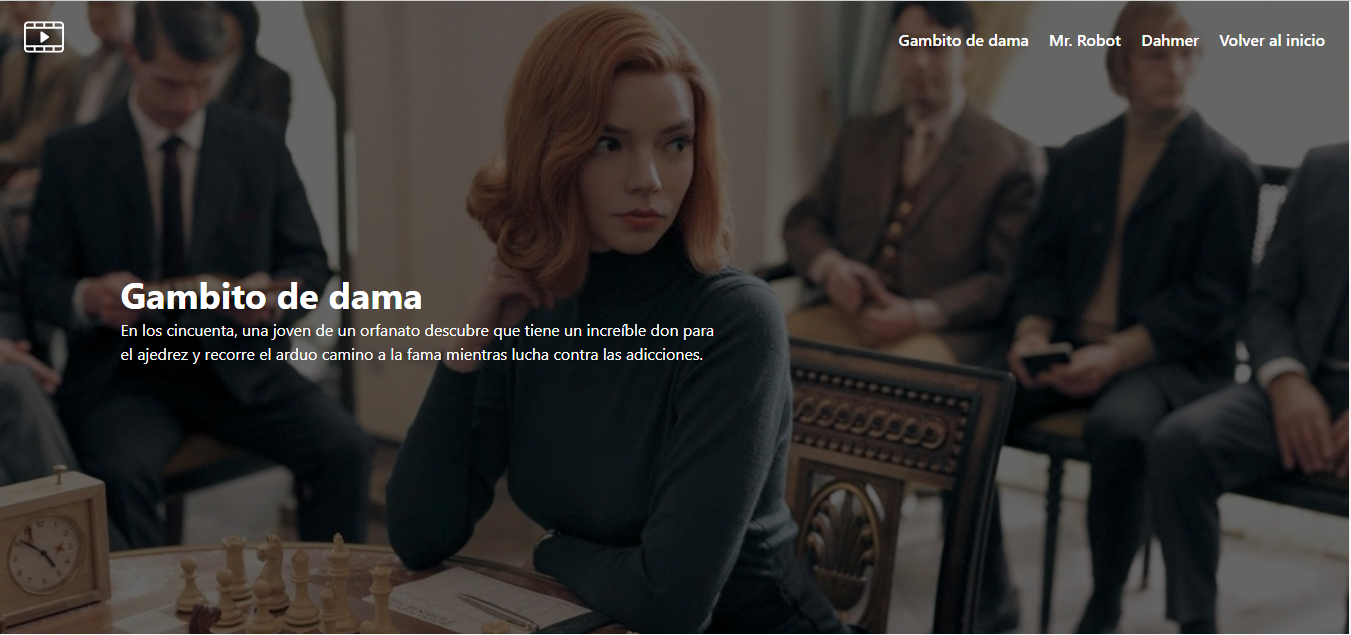 Gambito de dama
Mr. Robot
Dahmer
Volver al inicio
Gambito de dama
En los cincuenta, una joven de un orfanato descubre que tiene un increíble don para
el ajedrez y recorre el arduo camino a la fama mientras lucha contra las adicciones.